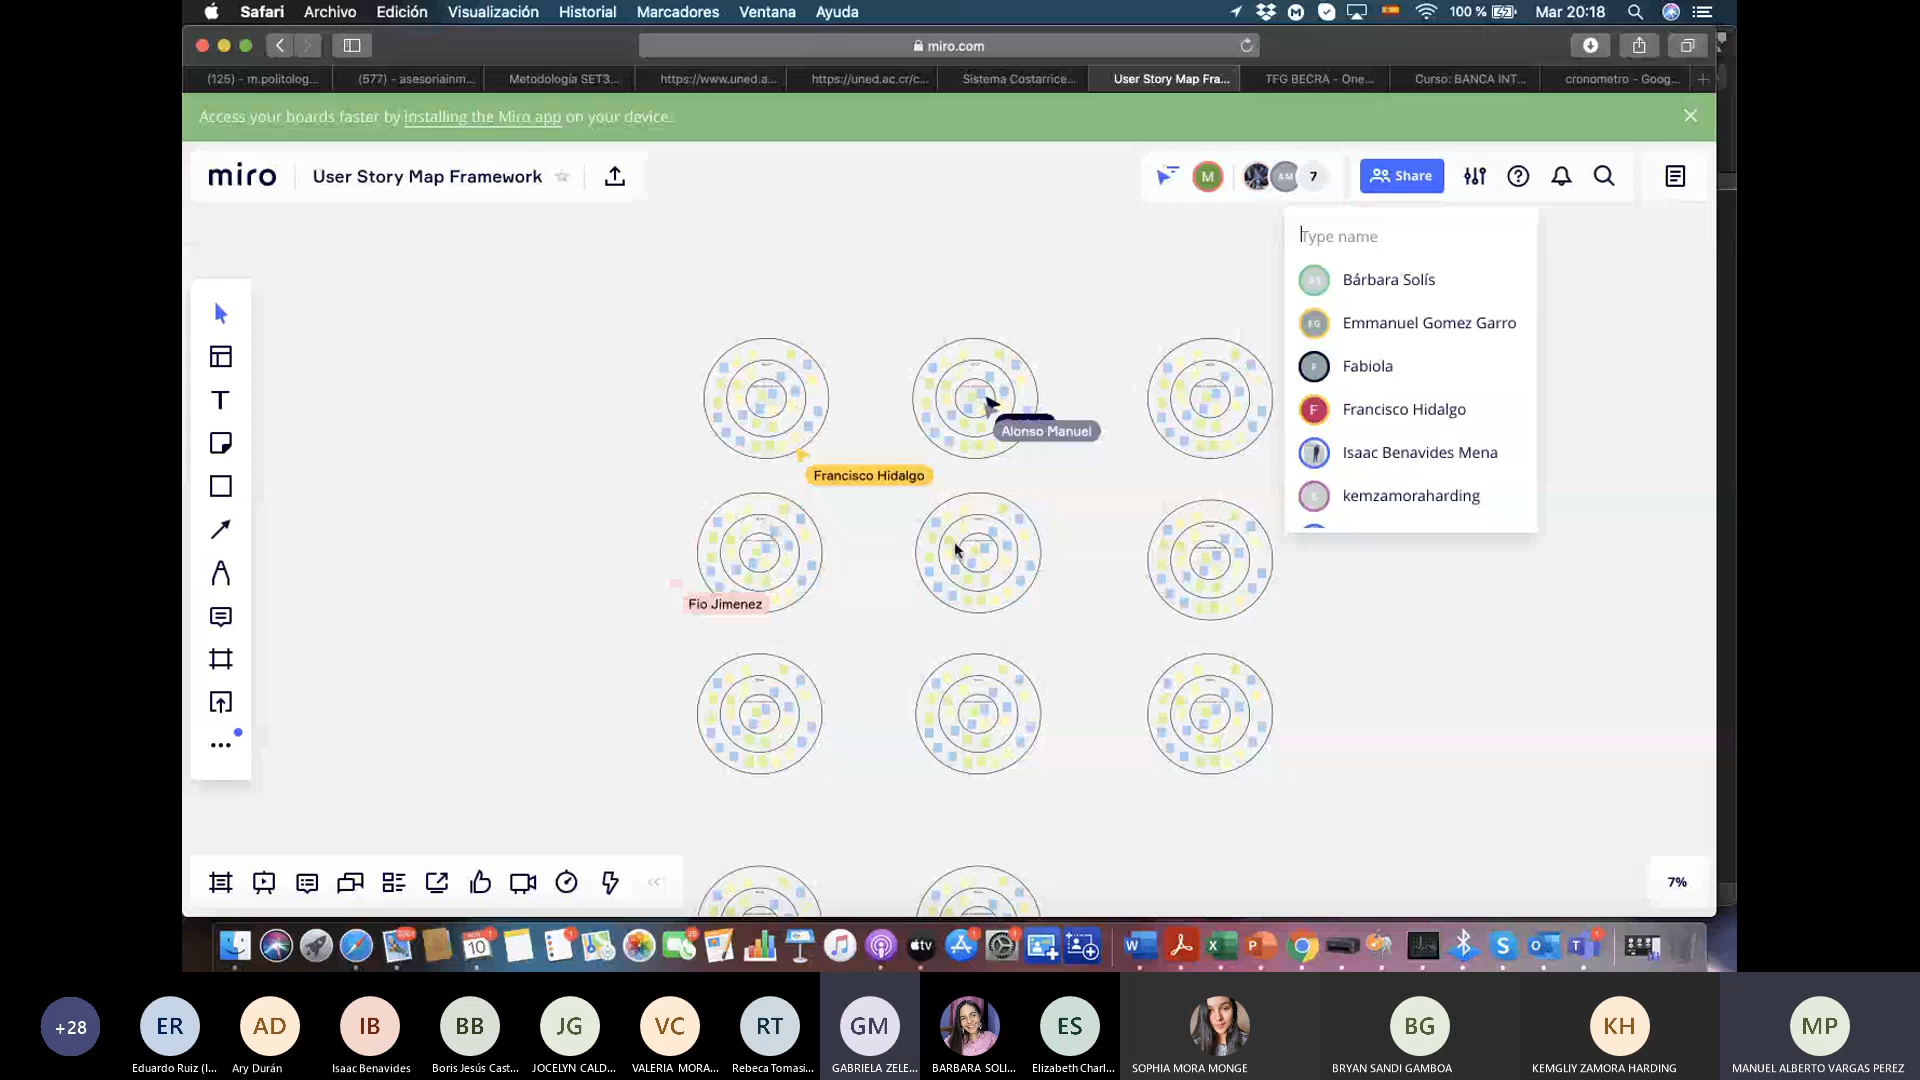 Safari Archivo Edición Visualización Historial Marcadores Ventana Ayuda 100 % Mar 20:18
miro.com
(125) - m.politolog... (577) - asesoriainm... Metodología SET3... https://www.uned.a... https://uned.ac.cr/c... Sistema Costarrice... User Story Map Fra... TFG BECRA - One... Curso: BANCA INT... cronometro - Goog...
Access your boards faster by installing the Miro app on your device.
miro User Story Map Framework M AM 7 Share
Type name
Bárbara Solís
EG Emmanuel Gomez Garro
F Fabiola
F Francisco Hidalgo
Isaac Benavides Mena
kemzamoraharding
Alonso Manuel
Francisco Hidalgo
Fio Jimenez
7%
NOV
10
tv
+28 ER AD IB BB JG VC RT GM ES BG KH MP
Eduardo Ruiz (I... Ary Durán Isaac Benavides Boris Jesús Cast... JOCELYN CALD... VALERIA MORA... Rebeca Tomasi... GABRIELA ZELE... BARBARA SOLI... Elizabeth Charl... SOPHIA MORA MONGE BRYAN SANDI GAMBOA KEMGLIY ZAMORA HARDING MANUEL ALBERTO VARGAS PEREZ